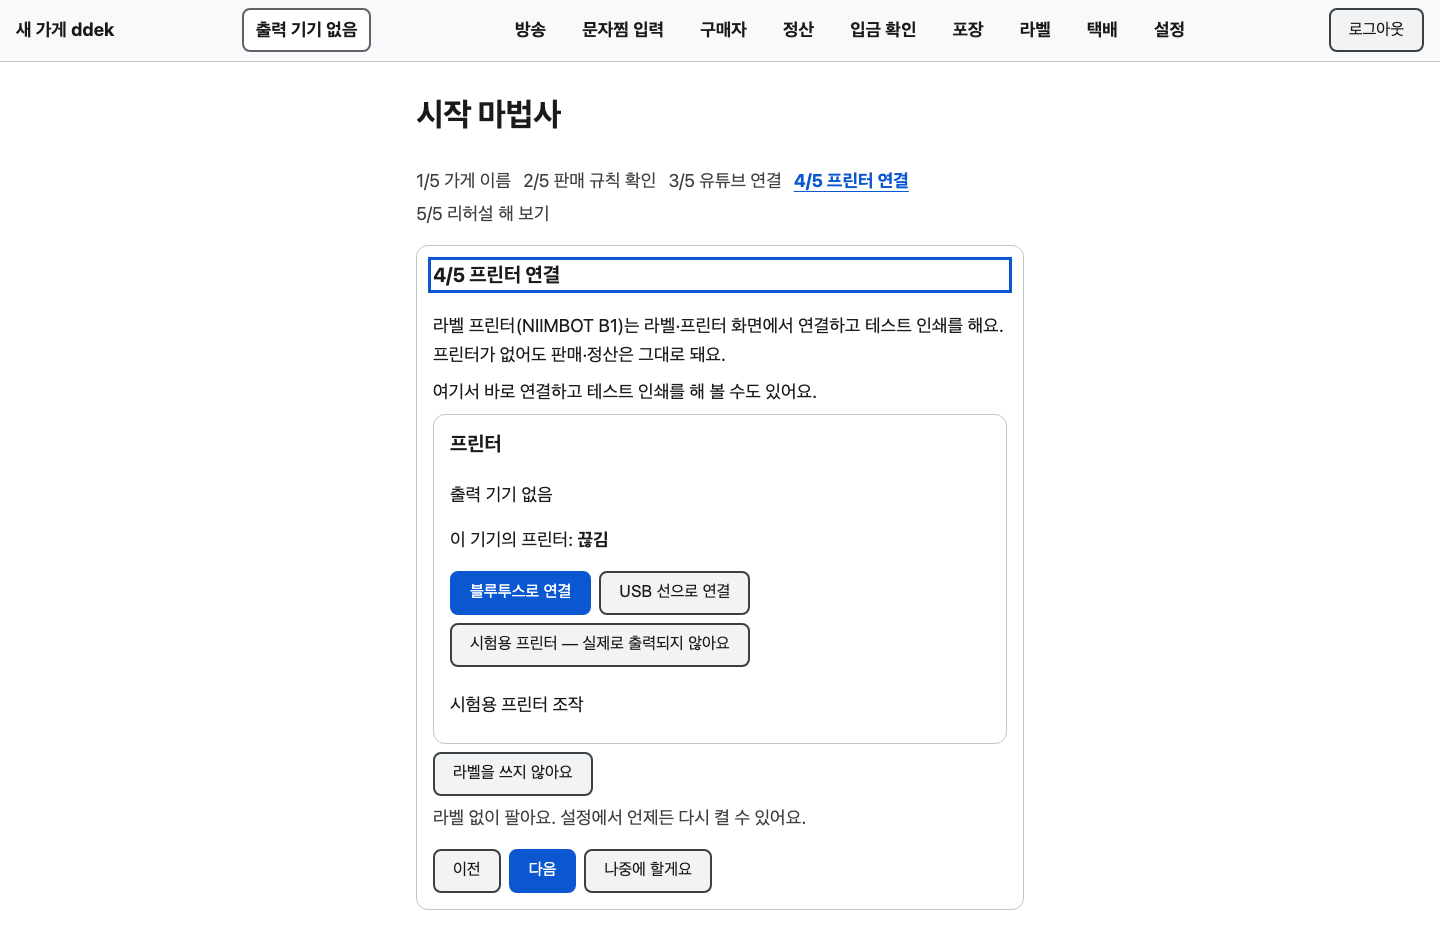 새 가게 ddek
출력 기기 없음
방송 문자찜 입력 구매자 정산 입금 확인 포장 라벨 택배 설정
로그아웃
시작 마법사
1/5 가게 이름 2/5 판매 규칙 확인 3/5 유튜브 연결 4/5 프린터 연결
5/5 리허설 해 보기
4/5 프린터 연결
라벨 프린터(NIIMBOT B1)는 라벨·프린터 화면에서 연결하고 테스트 인쇄를 해요.
프린터가 없어도 판매·정산은 그대로 돼요.
여기서 바로 연결하고 테스트 인쇄를 해 볼 수도 있어요.
프린터
출력 기기 없음
이 기기의 프린터: 끊김
블루투스로 연결 USB 선으로 연결
시험용 프린터 — 실제로 출력되지 않아요
시험용 프린터 조작
라벨을 쓰지 않아요
라벨 없이 팔아요. 설정에서 언제든 다시 켤 수 있어요.
이전 다음 나중에 할게요